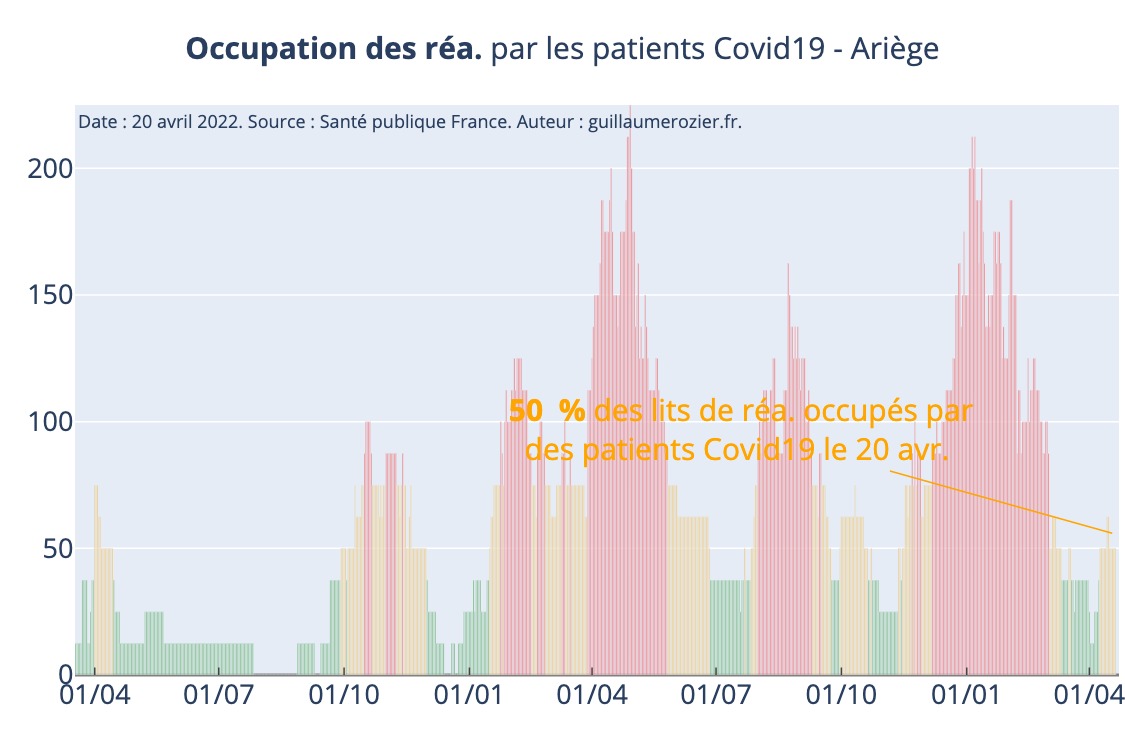 Occupation des réa. par les patients Covid19 - Ariège
Date : 20 avril 2022. Source : Santé publique France. Auteur : guillaumerozier.fr.
200
150
100
50
0
50 % des lits de réa. occupés par
des patients Covid19 le 20 avr.
01/04 01/07 01/10 01/01 01/04 01/07 01/10 01/01 01/04